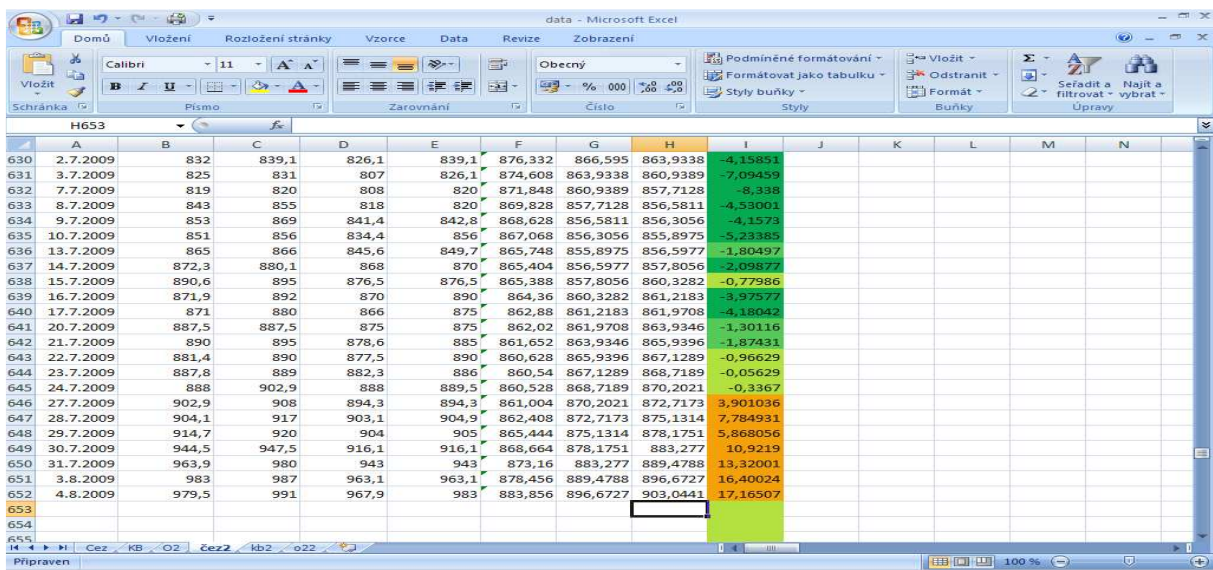 data - Microsoft Excel
Domů Vložení Rozložení stránky Vzorce Data Revize Zobrazení
Vložit Calibri 11 Obecný Podmíněné formátování Formátovat jako tabulku Styly buňky Vložit Odstranit Formát Seřadit a filtrovat Najít a vybrat
B I U % 000
Schránka Písmo Zarovnání Číslo Styly Buňky Úpravy
H653 fx
A B C D E F G H I J K L M N
630 2.7.2009 832 839,1 826,1 839,1 876,332 866,595 863,9338 -4,15851
631 3.7.2009 825 831 807 826,1 874,608 863,9338 860,9389 -7,09459
632 7.7.2009 819 820 808 820 871,848 860,9389 857,7128 -8,338
633 8.7.2009 843 855 818 820 869,828 857,7128 856,5811 -4,53001
634 9.7.2009 853 869 841,4 842,8 868,628 856,5811 856,3056 -4,1573
635 10.7.2009 851 856 834,4 856 867,068 856,3056 855,8975 -5,23385
636 13.7.2009 865 866 845,6 849,7 865,748 855,8975 856,5977 -1,80497
637 14.7.2009 872,3 880,1 868 870 865,404 856,5977 857,8056 -2,09877
638 15.7.2009 890,6 895 876,5 876,5 865,388 857,8056 860,3282 -0,77986
639 16.7.2009 871,9 892 870 890 864,36 860,3282 861,2183 -3,97577
640 17.7.2009 871 880 866 875 862,88 861,2183 861,9708 -4,18042
641 20.7.2009 887,5 887,5 875 875 862,02 861,9708 863,9346 -1,30116
642 21.7.2009 890 895 878,6 885 861,652 863,9346 865,9396 -1,87431
643 22.7.2009 881,4 890 877,5 890 860,628 865,9396 867,1289 -0,96629
644 23.7.2009 887,8 889 882,3 886 860,54 867,1289 868,7189 -0,05629
645 24.7.2009 888 902,9 888 889,5 860,528 868,7189 870,2021 -0,3367
646 27.7.2009 902,9 908 894,3 894,3 861,004 870,2021 872,7173 3,901036
647 28.7.2009 904,1 917 903,1 904,9 862,408 872,7173 875,1314 7,784931
648 29.7.2009 914,7 920 904 905 865,444 875,1314 878,1751 5,868056
649 30.7.2009 944,5 947,5 916,1 916,1 868,664 878,1751 883,277 10,9219
650 31.7.2009 963,9 980 943 943 873,16 883,277 889,4788 13,32001
651 3.8.2009 983 987 963,1 963,1 878,456 889,4788 896,6727 16,40024
652 4.8.2009 979,5 991 967,9 983 883,856 896,6727 903,0441 17,16507
653
654
655
Cez KB O2 čez2 kb2 o22
Připraven 100 %